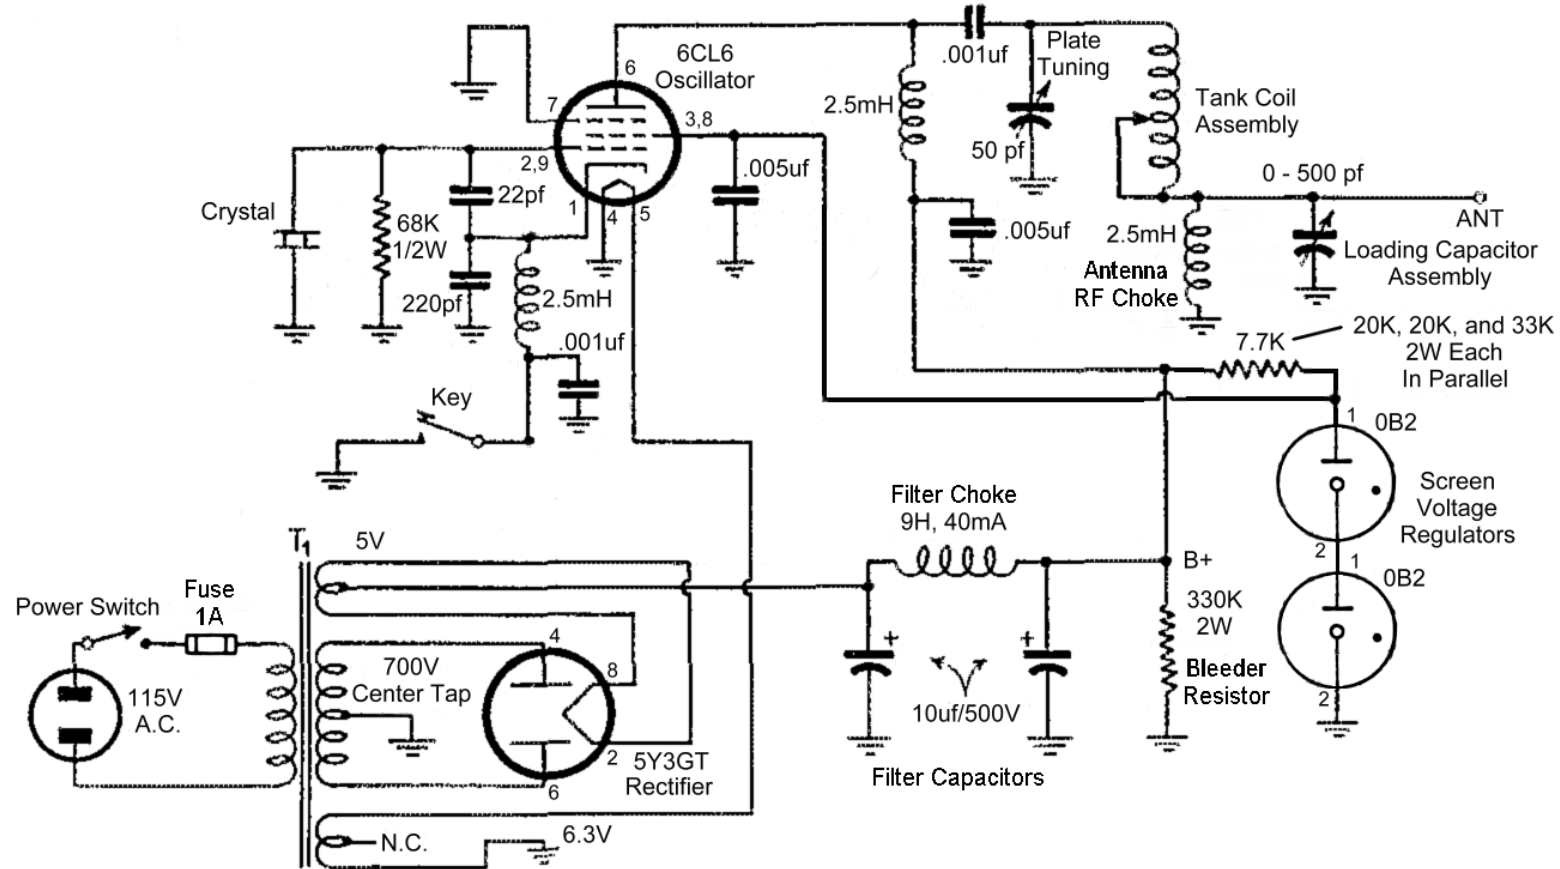 6CL6
Oscillator
6
7
3,8
2,9
1
4
5
.001uf
Plate
Tuning
2.5mH
50 pf
Tank Coil
Assembly
.005uf
0 - 500 pf
ANT
22pf
Crystal
68K
1/2W
220pf
2.5mH
.001uf
.005uf
2.5mH
Antenna
RF Choke
Loading Capacitor
Assembly
7.7K
20K, 20K, and 33K
2W Each
In Parallel
Key
1
0B2
Filter Choke
9H, 40mA
Screen
Voltage
Regulators
2
1
0B2
2
T1
5V
B+
Power Switch
Fuse
1A
115V
A.C.
700V
Center Tap
4
8
2
6
5Y3GT
Rectifier
+
+
10uf/500V
Filter Capacitors
330K
2W
Bleeder
Resistor
6.3V
N.C.